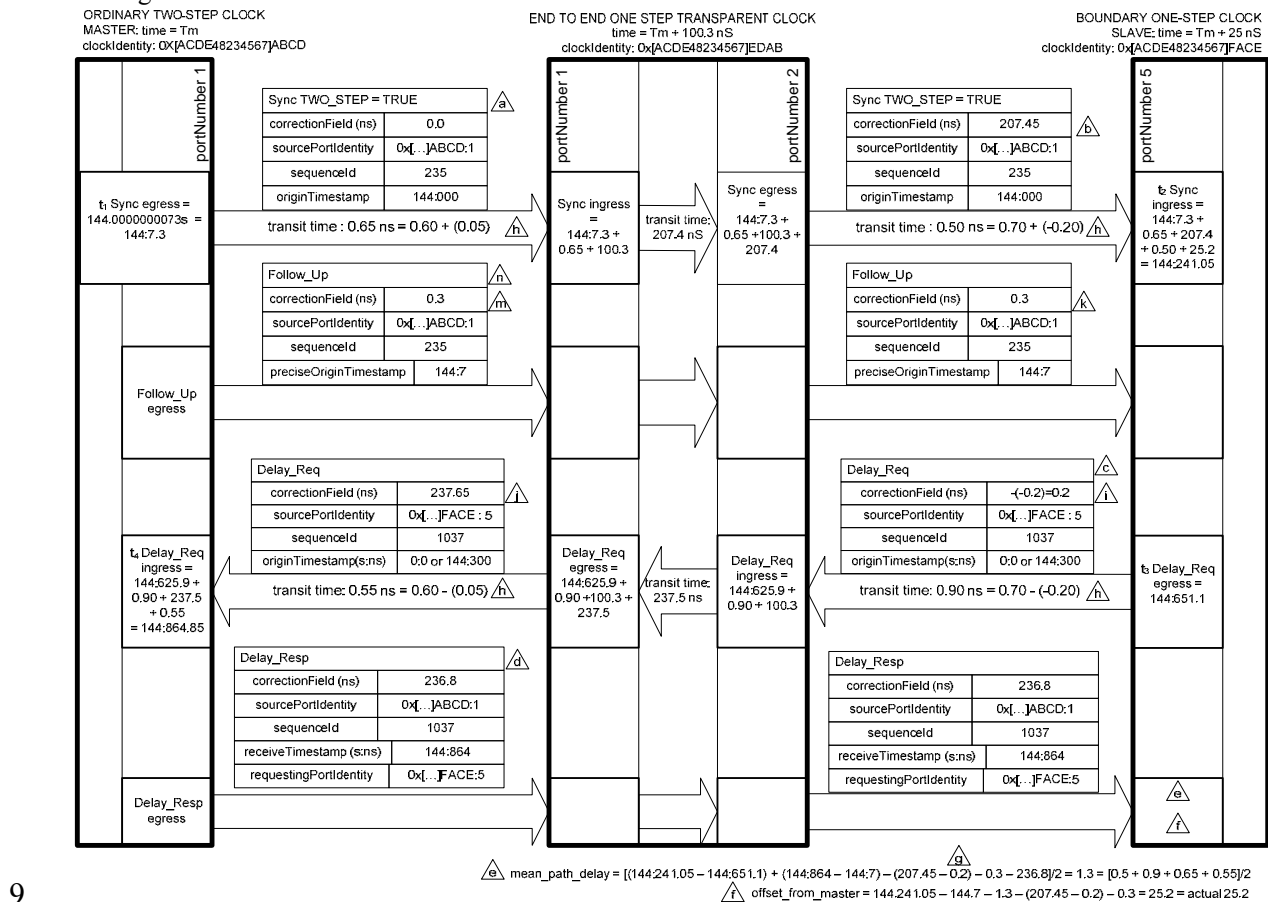 ORDINARY TWO-STEP CLOCK
MASTER: time = Tm
clockIdentity: 0X[ACDE48234567]ABCD
END TO END ONE STEP TRANSPARENT CLOCK
time = Tm + 100.3 nS
clockIdentity: 0x[ACDE48234567]EDAB
BOUNDARY ONE-STEP CLOCK
SLAVE: time = Tm + 25 nS
clockIdentity: 0x[ACDE48234567]FACE
portNumber 1
portNumber 1
portNumber 2
portNumber 5
Sync TWO_STEP = TRUE
a
correctionField (ns) 0.0
sourcePortIdentity 0x[...]ABCD:1
sequenceId 235
originTimestamp 144:000
Sync TWO_STEP = TRUE
correctionField (ns) 207.45
b
sourcePortIdentity 0x[...]ABCD:1
sequenceId 235
originTimestamp 144:000
t1 Sync egress =
144.0000000073s =
144:7.3
transit time : 0.65 ns = 0.60 + (0.05) h
Sync ingress
=
144:7.3 +
0.65 + 100.3
transit time:
207.4 nS
Sync egress
=
144:7.3 +
0.65 +100.3 +
207.4
transit time : 0.50 ns = 0.70 + (-0.20) h
t2 Sync
ingress =
144:7.3 +
0.65 + 207.4
+ 0.50 + 25.2
= 144:241.05
Follow_Up
n
correctionField (ns) 0.3
m
sourcePortIdentity 0x[...]ABCD:1
sequenceId 235
preciseOriginTimestamp 144:7
Follow_Up
correctionField (ns) 0.3
k
sourcePortIdentity 0x[...]ABCD:1
sequenceId 235
preciseOriginTimestamp 144:7
Follow_Up
egress
Delay_Req
correctionField (ns) 237.65
j
sourcePortIdentity 0x[...]FACE : 5
sequenceId 1037
originTimestamp(s:ns) 0:0 or 144:300
Delay_Req
c
correctionField (ns) -(-0.2)=0.2
i
sourcePortIdentity 0x[...]FACE : 5
sequenceId 1037
originTimestamp(s:ns) 0:0 or 144:300
t4 Delay_Req
ingress =
144:625.9 +
0.90 + 237.5
+ 0.55
= 144:864.85
transit time: 0.55 ns = 0.60 - (0.05) h
Delay_Req
egress =
144:625.9 +
0.90 +100.3 +
237.5
transit time:
237.5 ns
Delay_Req
ingress =
144:625.9 +
0.90 + 100.3
transit time: 0.90 ns = 0.70 - (-0.20) h
t3 Delay_Req
egress =
144:651.1
Delay_Resp
d
correctionField (ns) 236.8
sourcePortIdentity 0x[...]ABCD:1
sequenceId 1037
receiveTimestamp (s:ns) 144:864
requestingPortIdentity 0x[...]FACE:5
Delay_Resp
correctionField (ns) 236.8
sourcePortIdentity 0x[...]ABCD:1
sequenceId 1037
receiveTimestamp (s:ns) 144:864
requestingPortIdentity 0x[...]FACE:5
Delay_Resp
egress
e
f
g
e mean_path_delay = [(144:241.05 – 144:651.1) + (144:864 – 144:7) – (207.45 – 0.2) – 0.3 – 236.8]/2 = 1.3 = [0.5 + 0.9 + 0.65 + 0.55]/2
f offset_from_master = 144:241.05 – 144:7 – 1.3 – (207.45 – 0.2) – 0.3 = 25.2 = actual 25.2
9